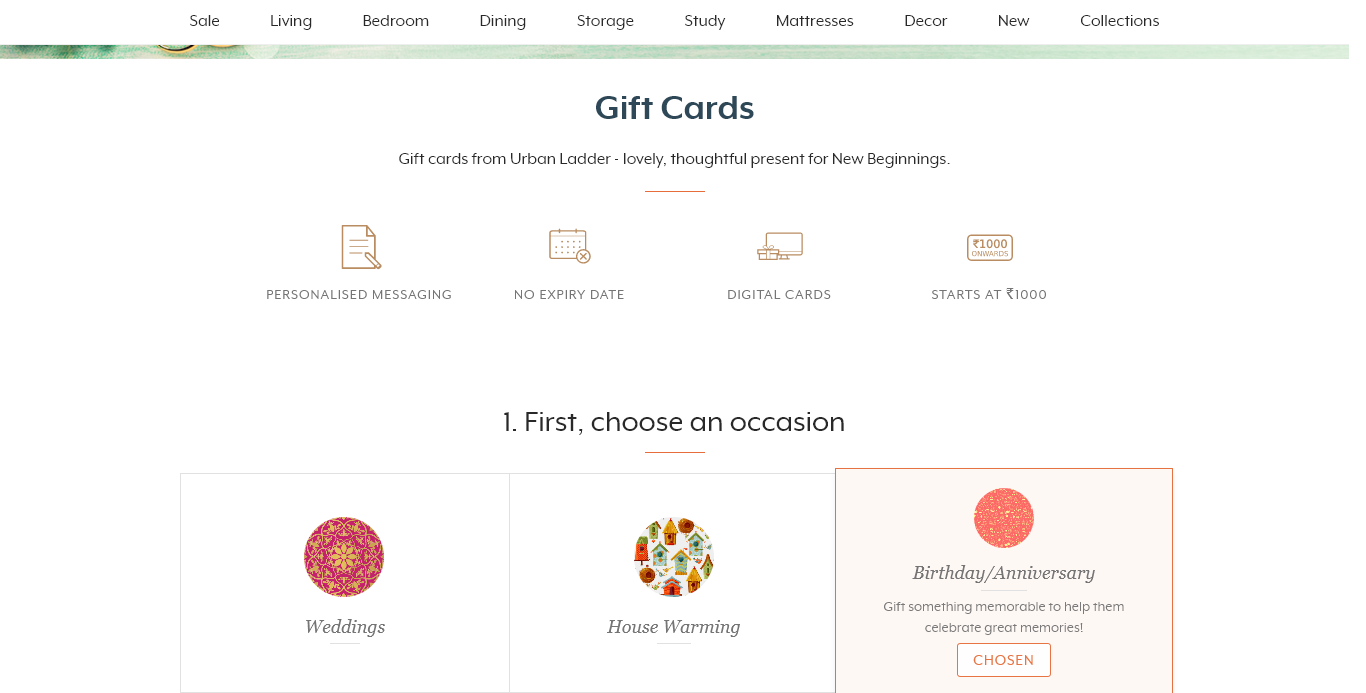 Sale Living Bedroom Dining Storage Study Mattresses Decor New Collections
Gift Cards
Gift cards from Urban Ladder - lovely, thoughtful present for New Beginnings.
₹1000
ONWARDS
PERSONALISED MESSAGING NO EXPIRY DATE DIGITAL CARDS STARTS AT ₹1000
1. First, choose an occasion
Weddings
House Warming
Birthday/Anniversary
Gift something memorable to help them
celebrate great memories!
CHOSEN